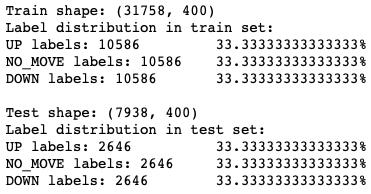 Train shape: (31758, 400)
Label distribution in train set:
UP labels: 10586 33.33333333333333%
NO_MOVE labels: 10586 33.33333333333333%
DOWN labels: 10586 33.33333333333333%
Test shape: (7938, 400)
Label distribution in test set:
UP labels: 2646 33.33333333333333%
NO_MOVE labels: 2646 33.33333333333333%
DOWN labels: 2646 33.33333333333333%